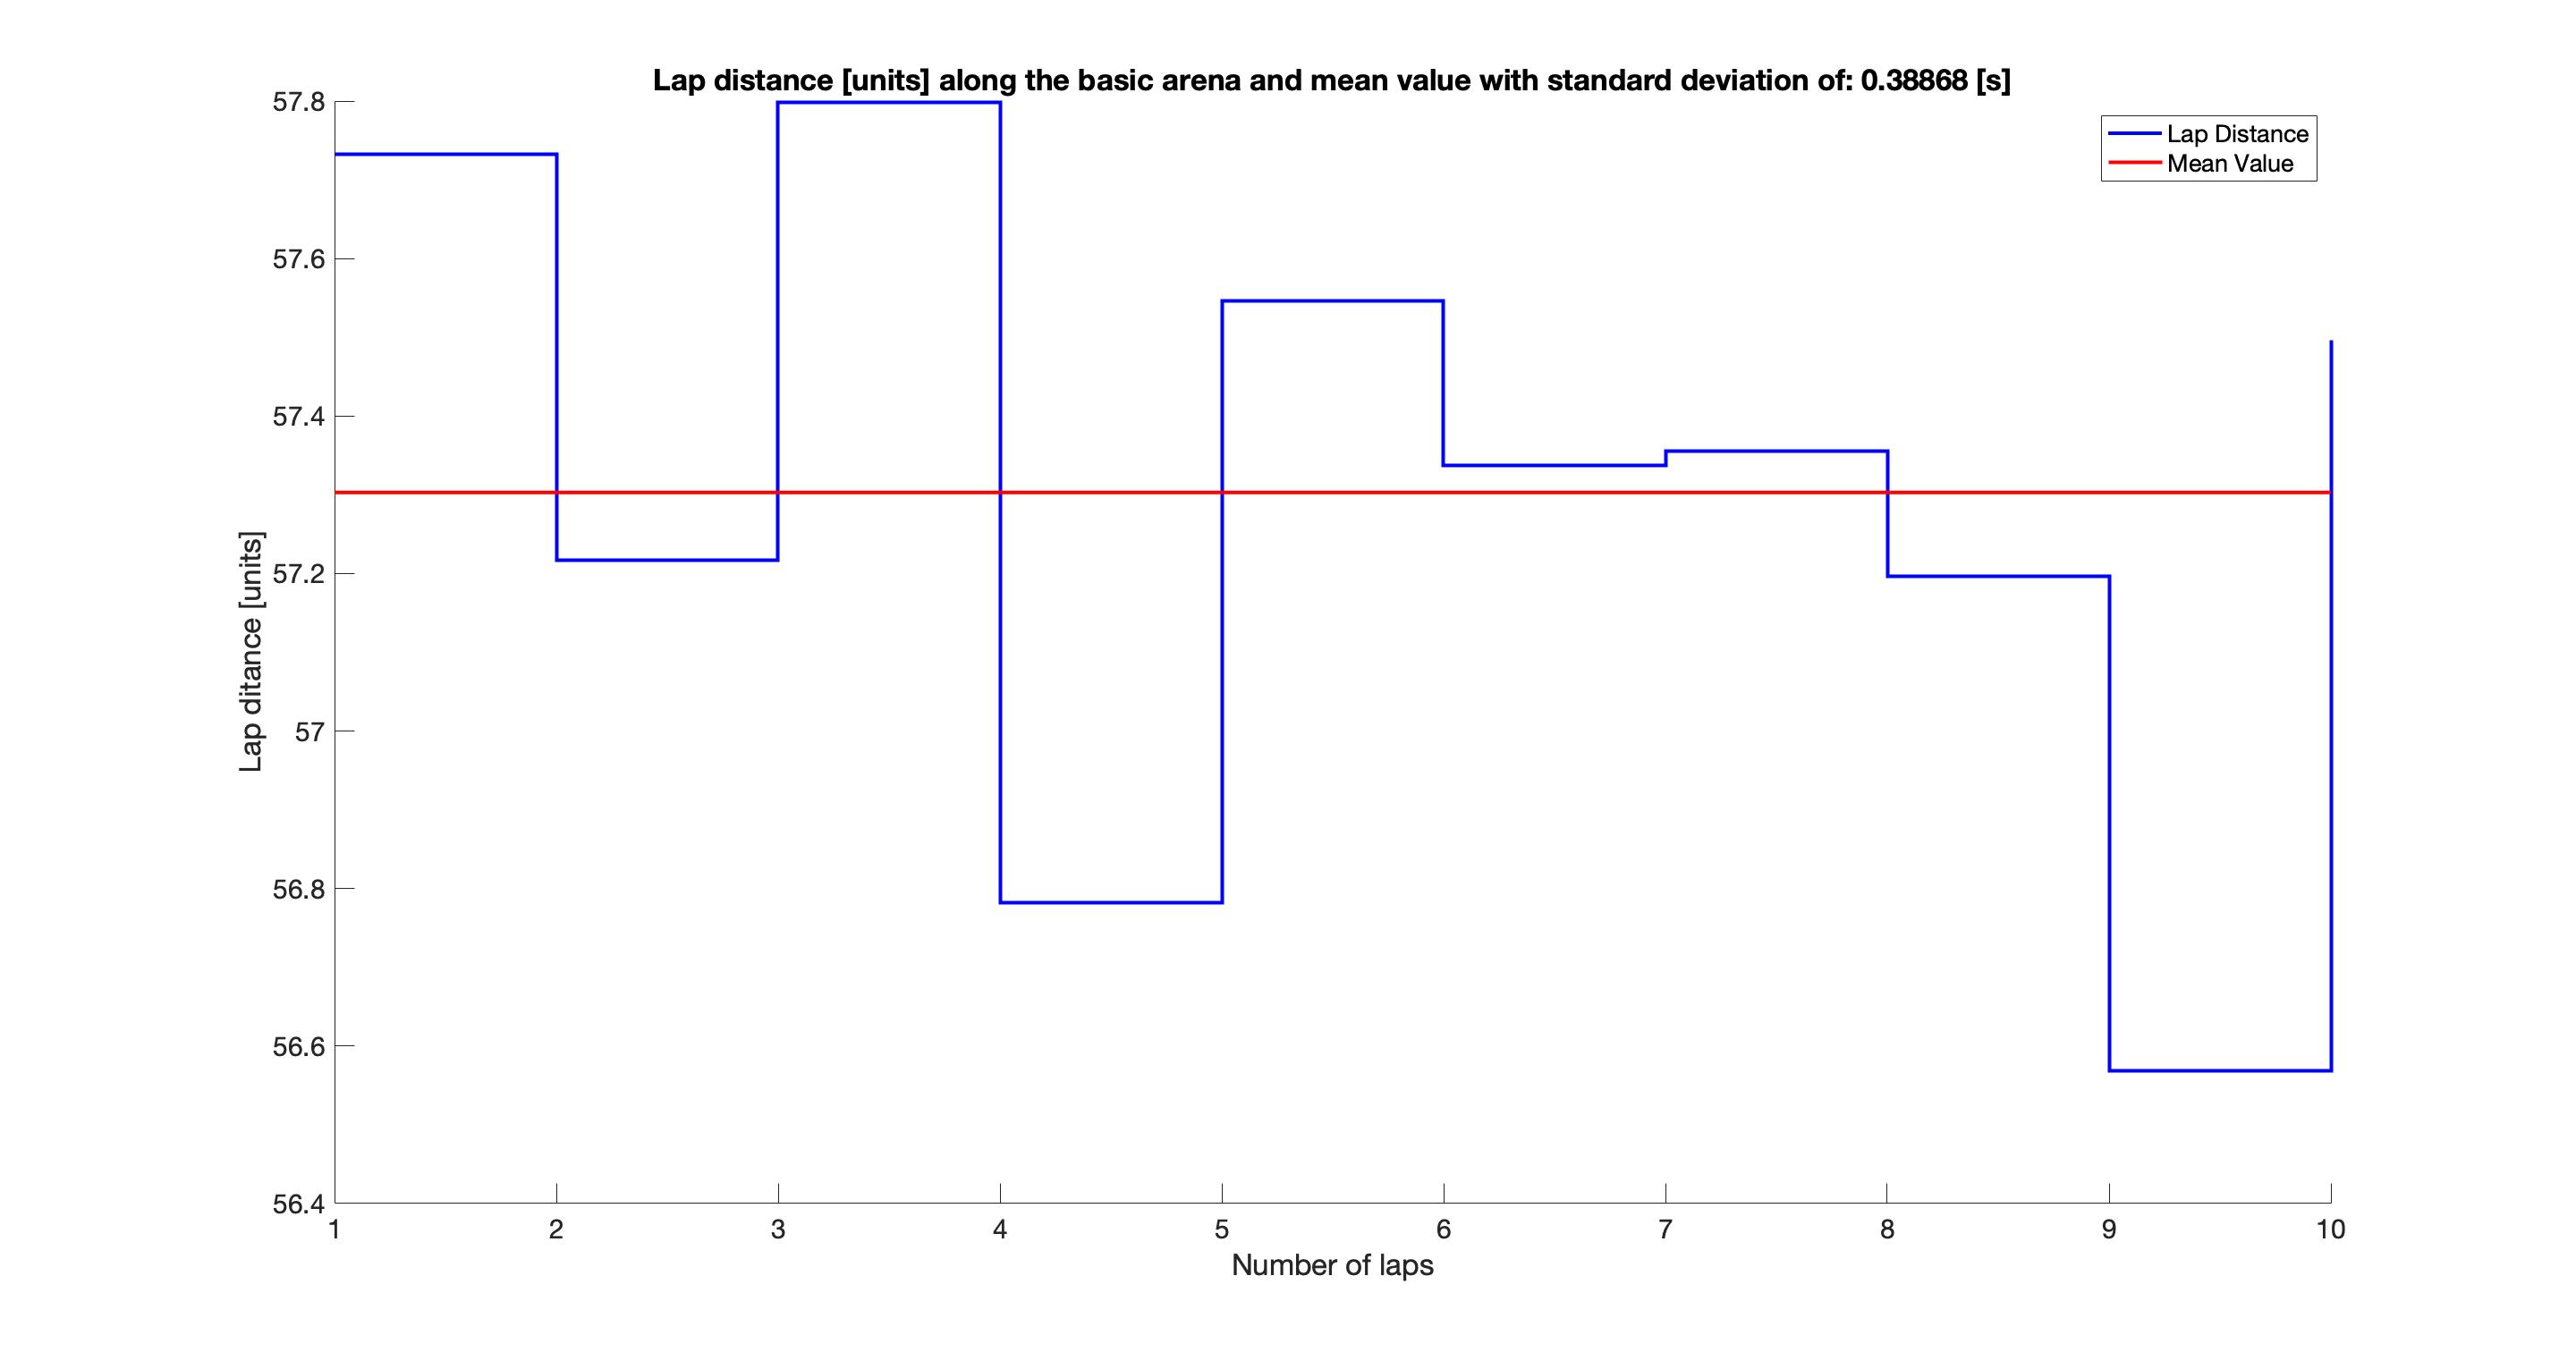 Lap distance [units] along the basic arena and mean value with standard deviation of: 0.38868 [s]
Lap Distance
Mean Value
57.8
57.6
57.4
57.2
57
56.8
56.6
56.4
Lap ditance [units]
1 2 3 4 5 6 7 8 9 10
Number of laps